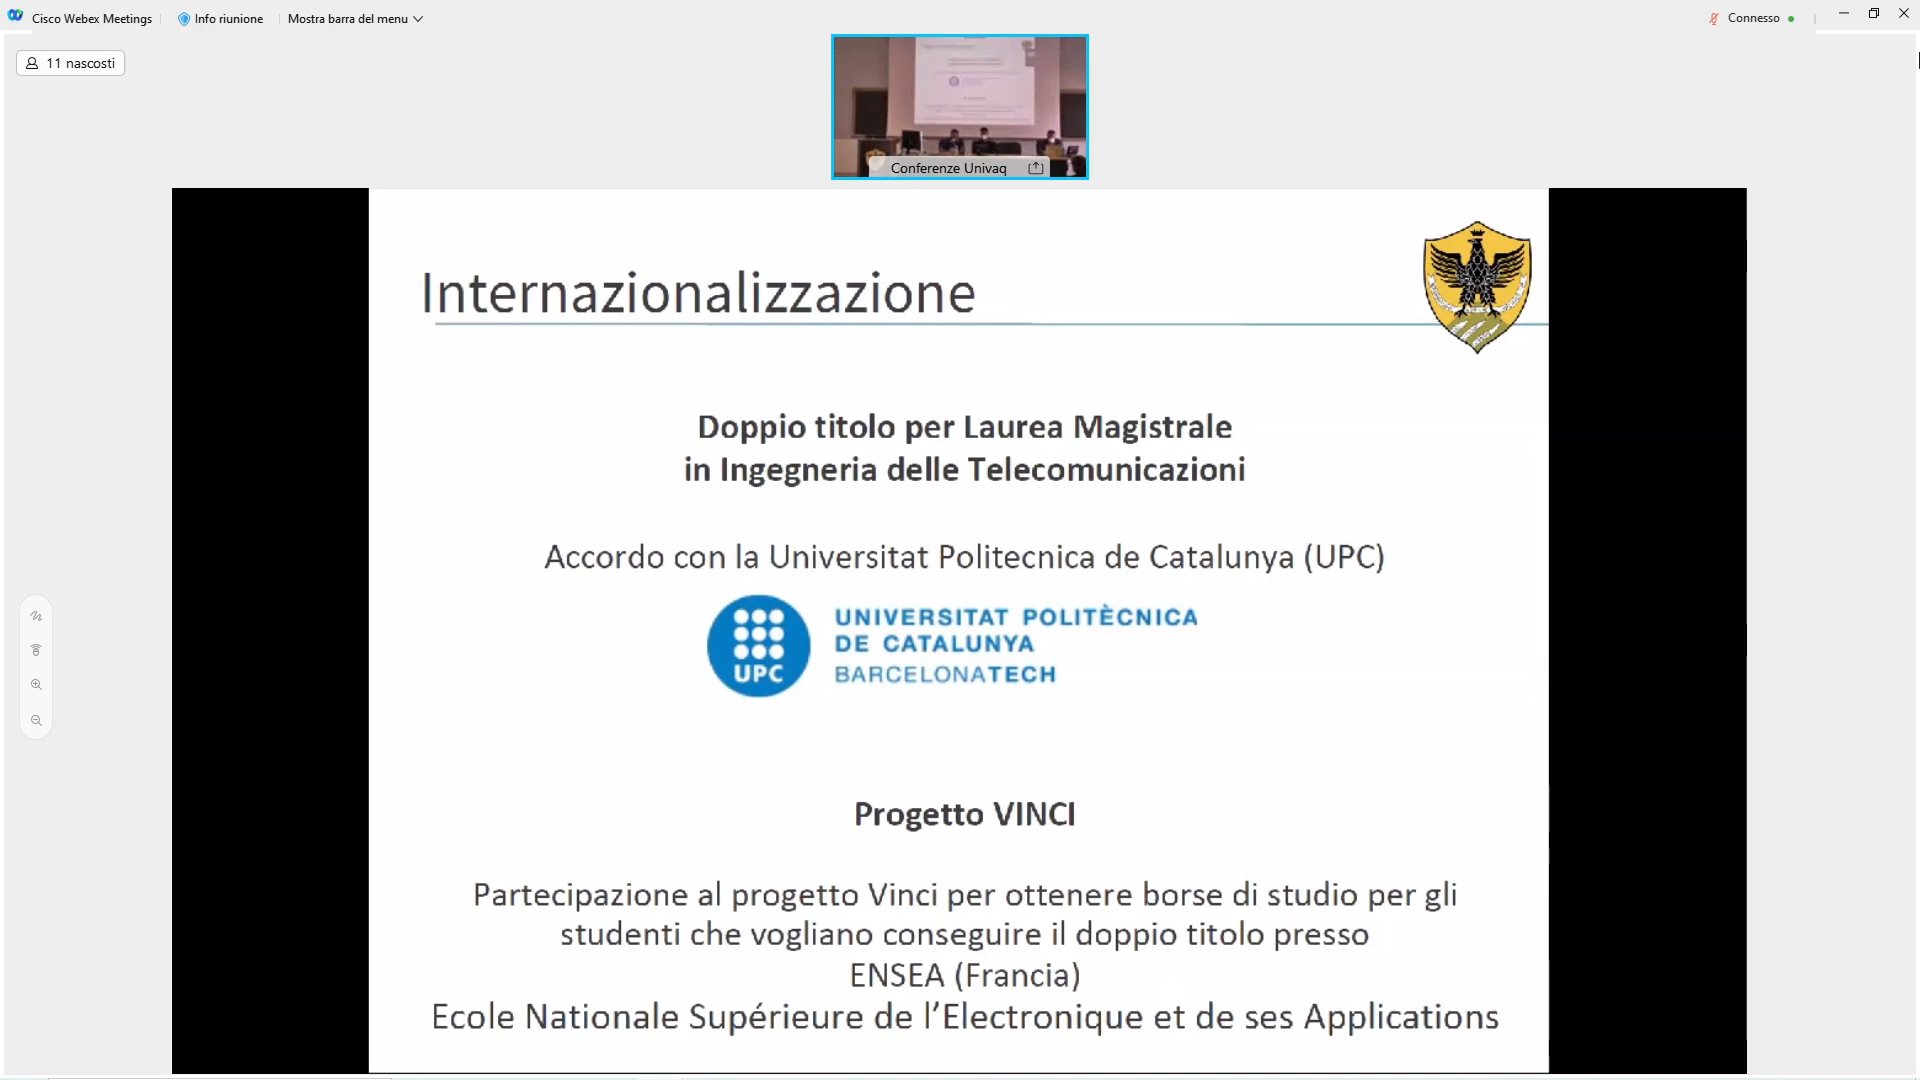 Cisco Webex Meetings
Info riunione
Mostra barra del menu
Connesso
11 nascosti
Conferenze Univaq
Internazionalizzazione
Doppio titolo per Laurea Magistrale
in Ingegneria delle Telecomunicazioni
Accordo con la Universitat Politecnica de Catalunya (UPC)
UPC
UNIVERSITAT POLITÈCNICA
DE CATALUNYA
BARCELONATECH
Progetto VINCI
Partecipazione al progetto Vinci per ottenere borse di studio per gli
studenti che vogliano conseguire il doppio titolo presso
ENSEA (Francia)
Ecole Nationale Supérieure de l’Electronique et de ses Applications